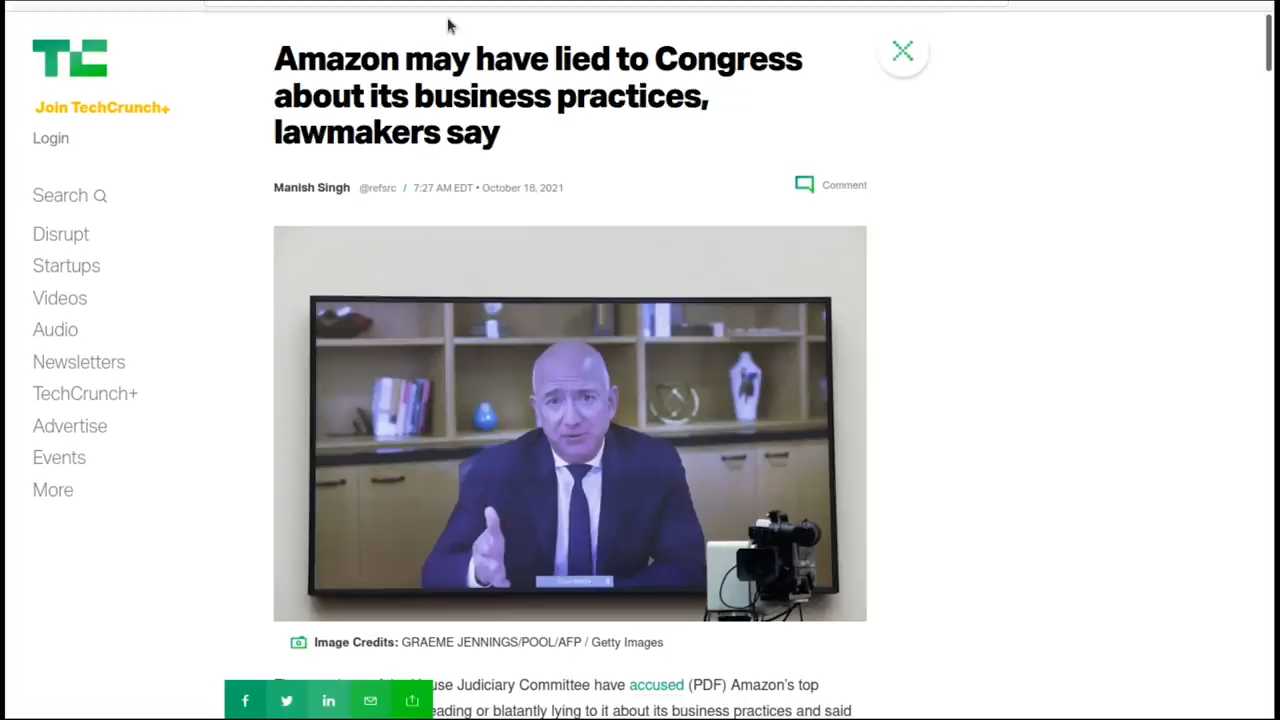 TC
Join TechCrunch+
Login
Search
Disrupt
Startups
Videos
Audio
Newsletters
TechCrunch+
Advertise
Events
More
Amazon may have lied to Congress
about its business practices,
lawmakers say
Manish Singh @refsrc / 7:27 AM EDT • October 18, 2021
Comment
Image Credits: GRAEME JENNINGS/POOL/AFP / Getty Images
use Judiciary Committee have accused (PDF) Amazon's top
eading or blatantly lying to it about its business practices and said